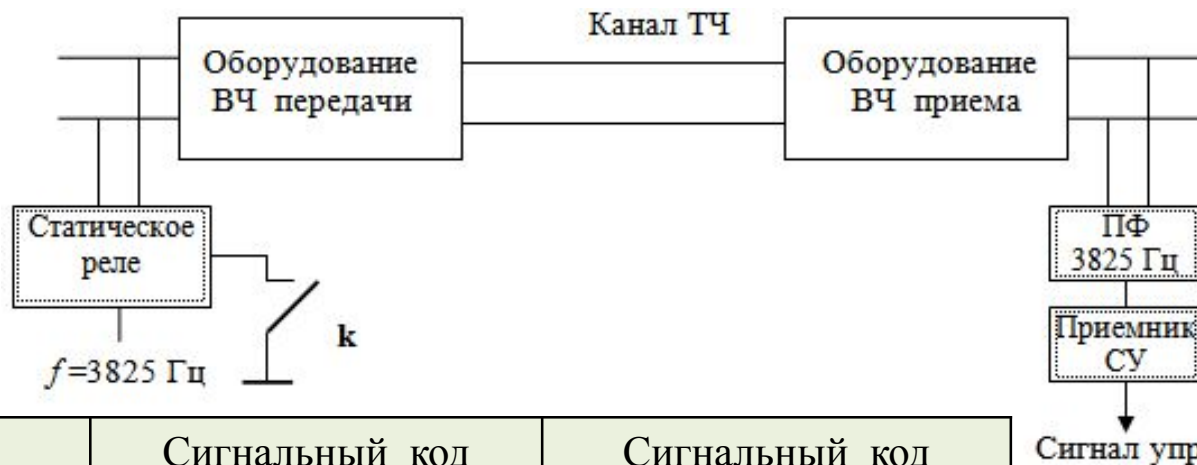 Канал ТЧ
Оборудование
ВЧ передачи
Оборудование
ВЧ приема
Статическое
реле
f=3825 Гц
k
ПФ
3825 Гц
Приемник
СУ
Сигнал упр
Сигнальный код
Сигнальный код